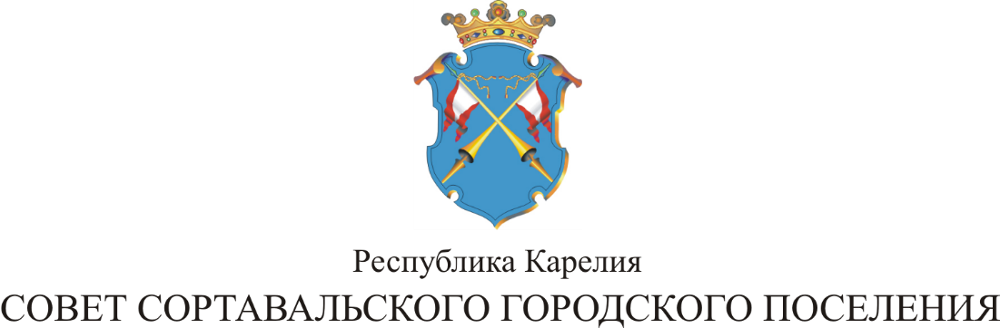 Республика Карелия
СОВЕТ СОРТАВАЛЬСКОГО ГОРОДСКОГО ПОСЕЛЕНИЯ